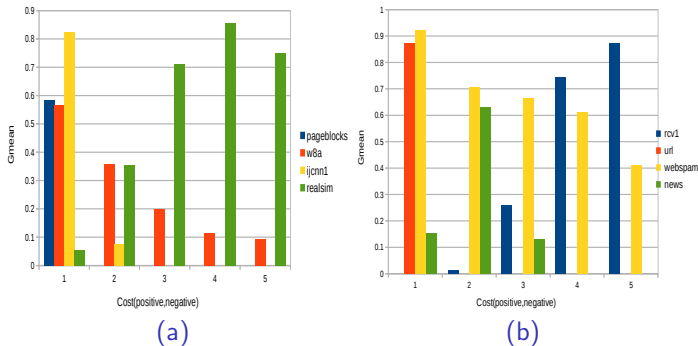 0.9
0.8
0.7
0.6
0.5
0.4
0.3
0.2
0.1
0
Gmean
1 2 3 4 5
Cost(positive,negative)
pageblocks
w8a
ijcnn1
realsim
(a)
1
0.9
0.8
0.7
0.6
0.5
0.4
0.3
0.2
0.1
0
Gmean
1 2 3 4 5
Cost(positive,negative)
rcv1
url
webspam
news
(b)